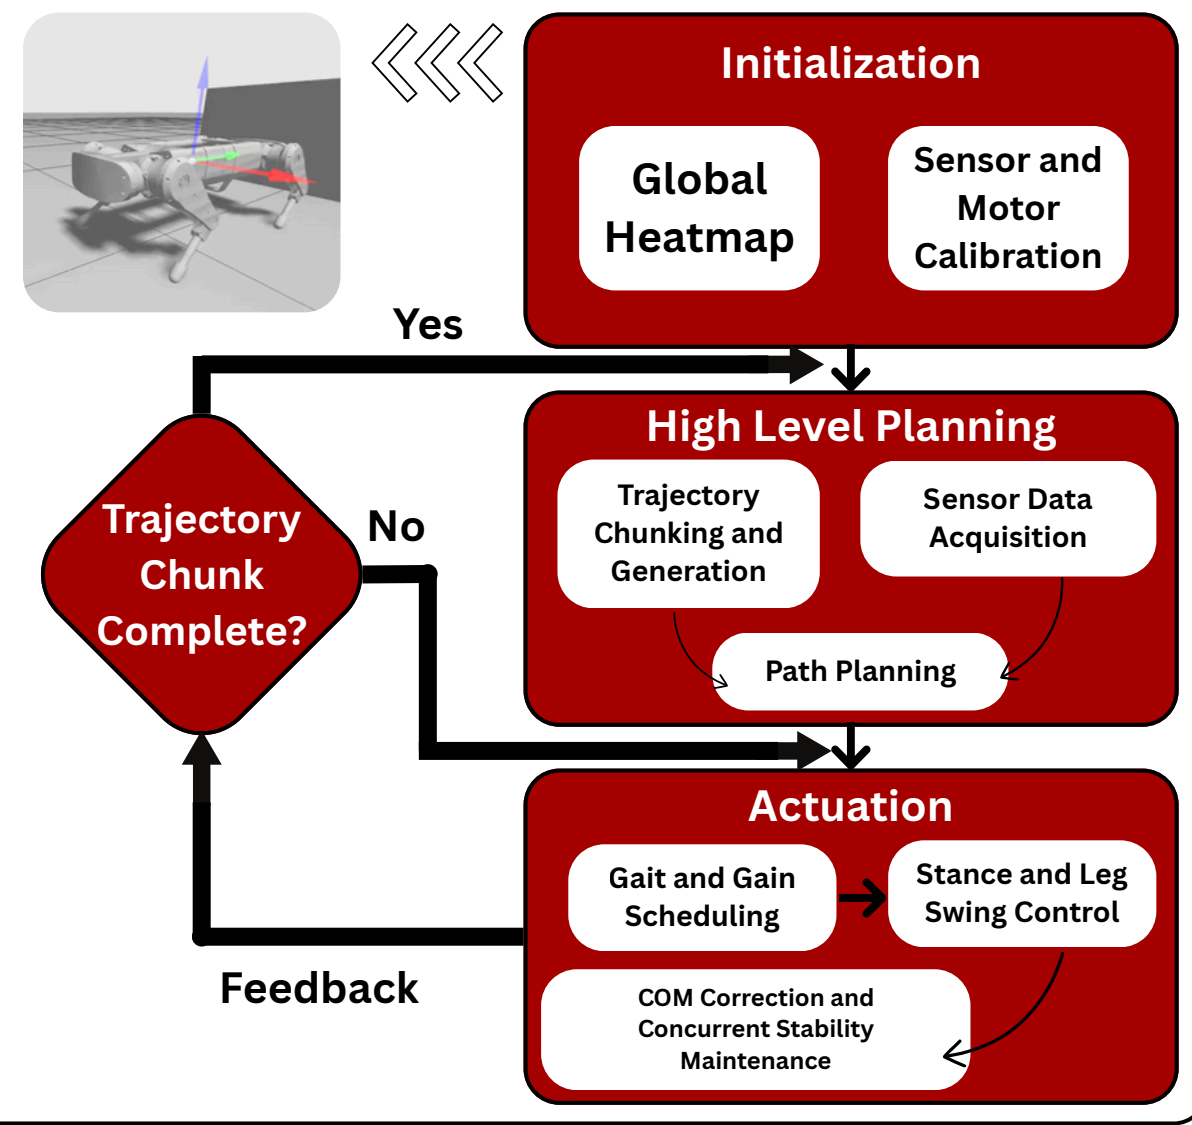 Initialization
Global
Heatmap
Sensor and
Motor
Calibration
Yes
High Level Planning
Trajectory
Chunking and
Generation
Sensor Data
Acquisition
Path Planning
Trajectory
Chunk
Complete?
No
Actuation
Gait and Gain
Scheduling
Stance and Leg
Swing Control
COM Correction and
Concurrent Stability
Maintenance
Feedback